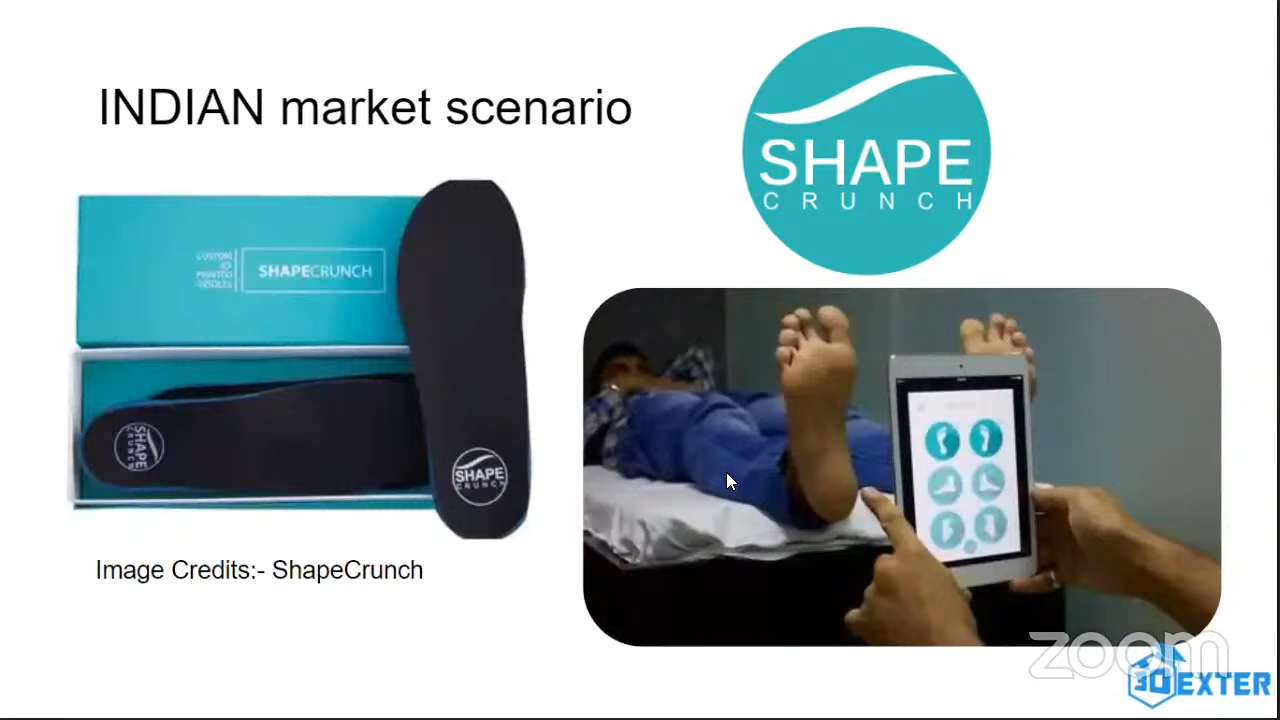 INDIAN market scenario
SHAPE
CRUNCH
CUSTOM
3D
PRINTED
INSOLES
SHAPECRUNCH
SHAPE
CRUNCH
SHAPE
CRUNCH
Image Credits:- ShapeCrunch
zoom
3DEXTER